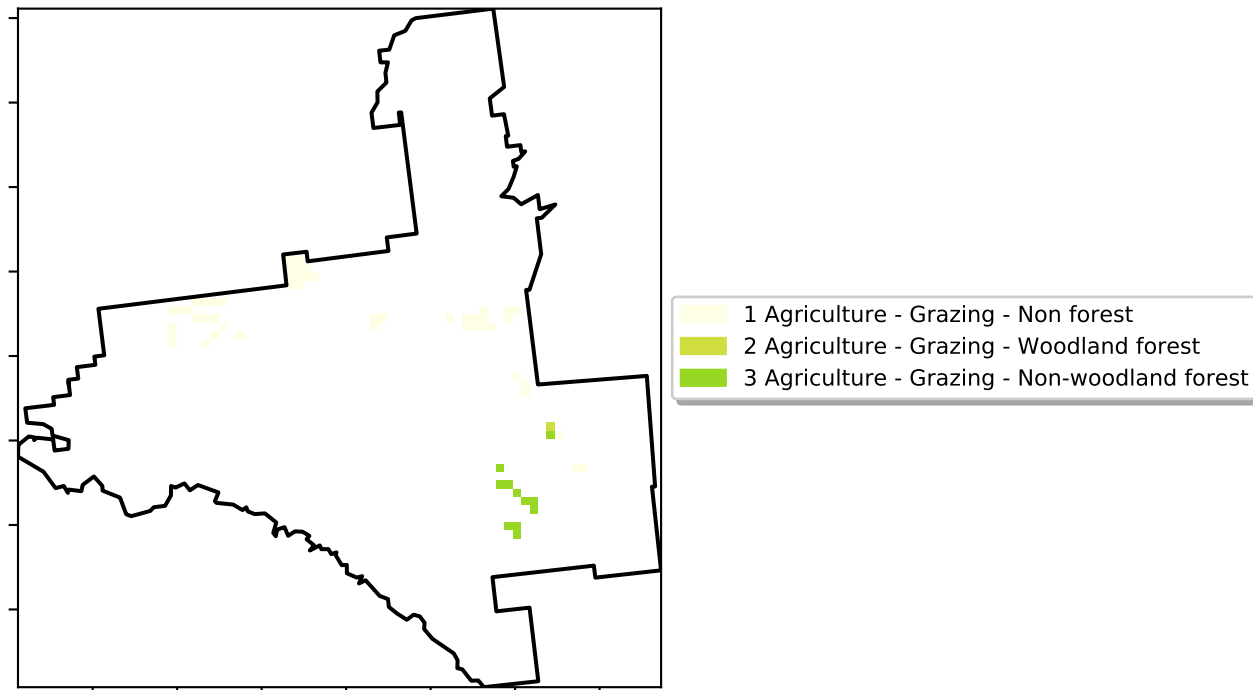 1 Agriculture - Grazing - Non forest
2 Agriculture - Grazing - Woodland forest
3 Agriculture - Grazing - Non-woodland forest